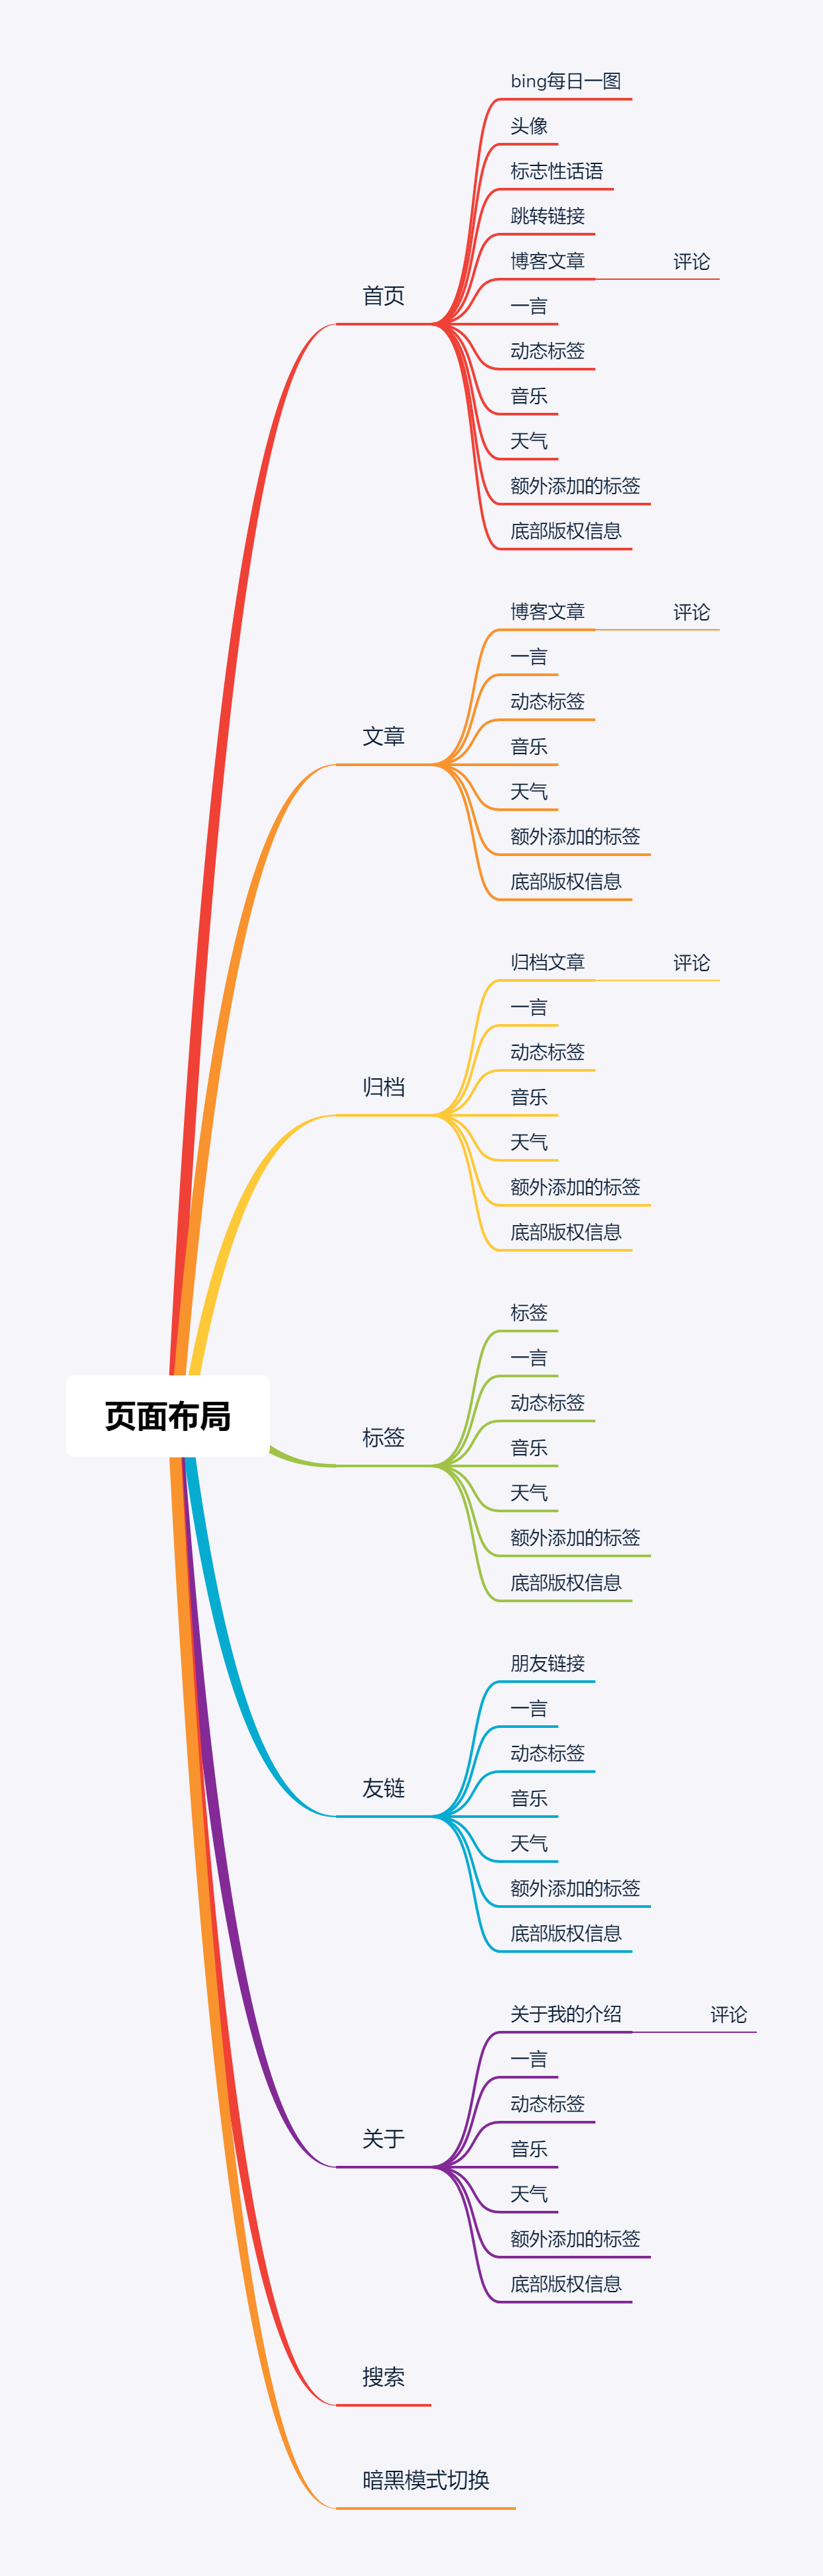 bing每日一图
头像
标志性话语
跳转链接
博客文章 评论
首页
一言
动态标签
音乐
天气
额外添加的标签
底部版权信息
博客文章 评论
一言
动态标签
文章
音乐
天气
额外添加的标签
底部版权信息
归档文章 评论
一言
动态标签
归档
音乐
天气
额外添加的标签
底部版权信息
标签
一言
动态标签
页面布局
标签
音乐
天气
额外添加的标签
底部版权信息
朋友链接
一言
动态标签
友链
音乐
天气
额外添加的标签
底部版权信息
关于我的介绍 评论
一言
动态标签
关于
音乐
天气
额外添加的标签
底部版权信息
搜索
暗黑模式切换